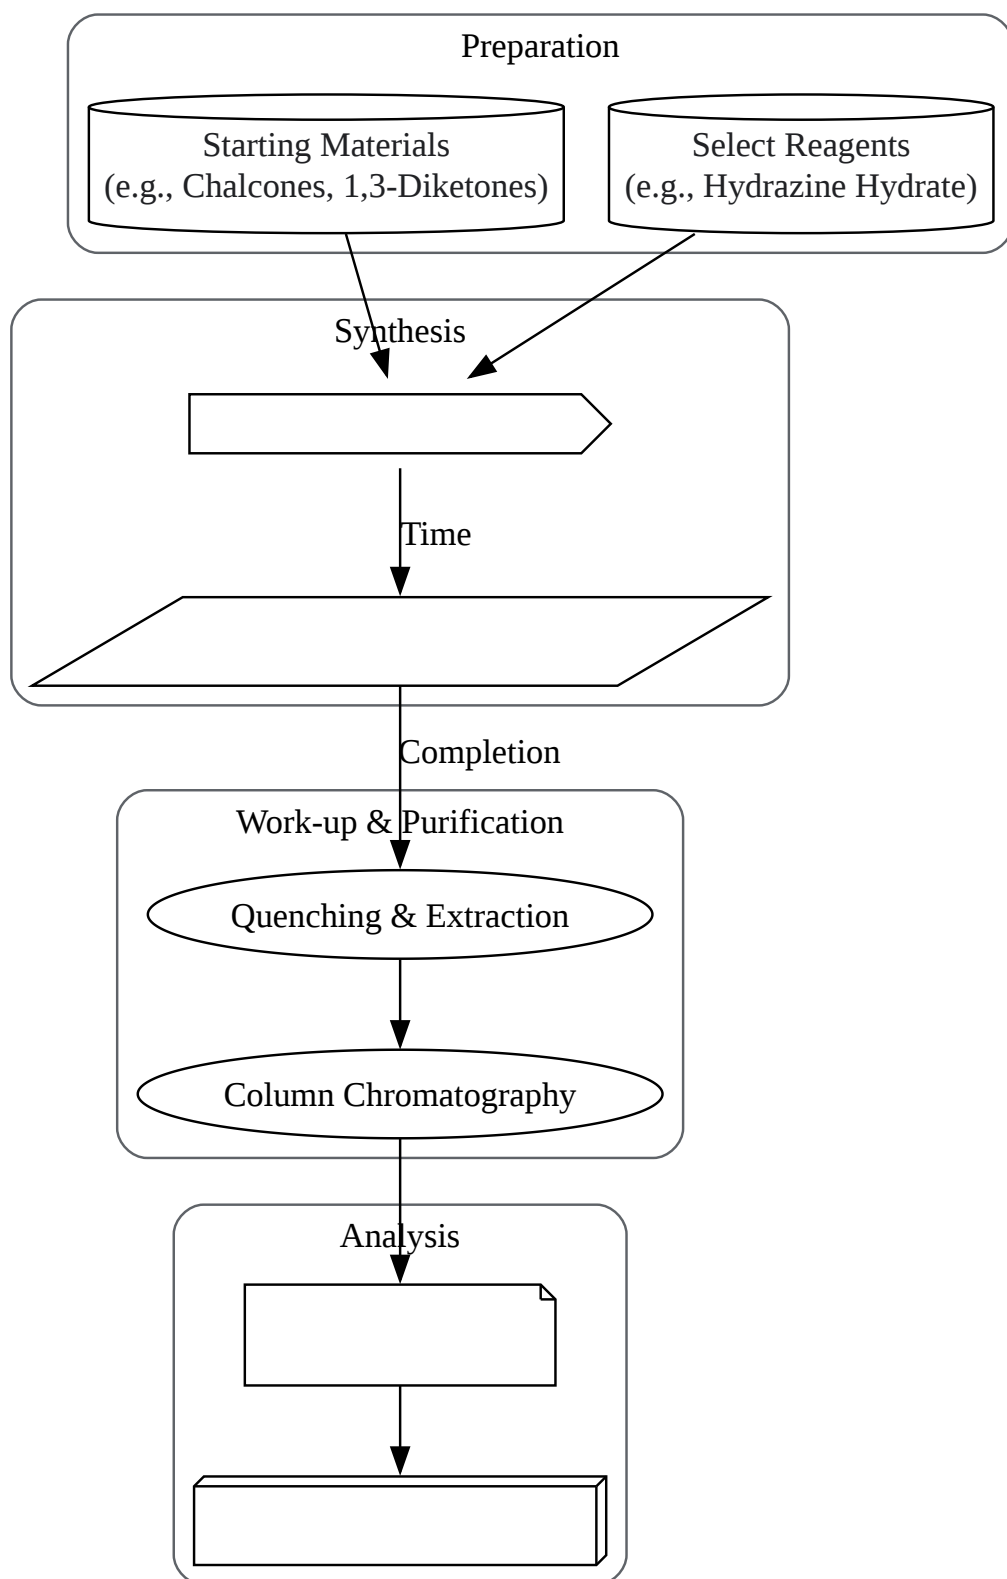 Preparation
Starting Materials
(e.g., Chalcones, 1,3-Diketones)
Select Reagents
(e.g., Hydrazine Hydrate)
Synthesis
Time
Completion
Work-up & Purification
Quenching & Extraction
Column Chromatography
Analysis